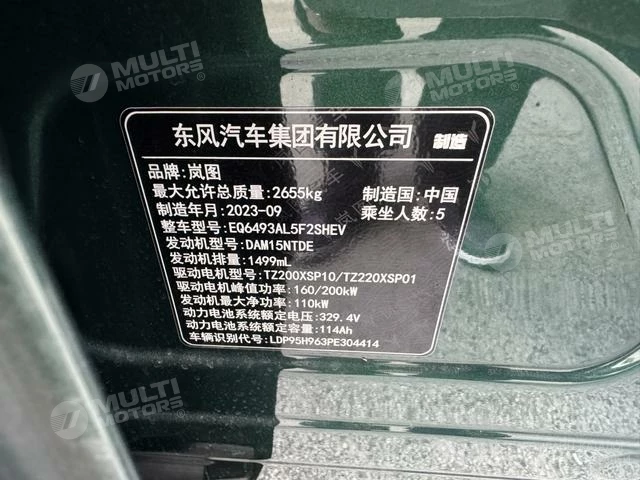 MULTI
MOTORS
MULTI
MOTORS
东风汽车集团有限公司 制造
品牌:岚图
最大允许总质量:2655kg 制造国:中国
制造年月:2023-09 乘坐人数:5
整车型号:EQ6493AL5F2SHEV
发动机型号:DAM15NTDE
发动机排量:1499mL
驱动电机型号:TZ200XSP10/TZ220XSP01
驱动电机峰值功率:160/200kW
发动机最大净功率:110kW
动力电池系统额定电压:329.4V
动力电池系统额定容量:114Ah
车辆识别代号:LDP95H963PE304414
MULTI
MOTORS
MULTI
MOTORS